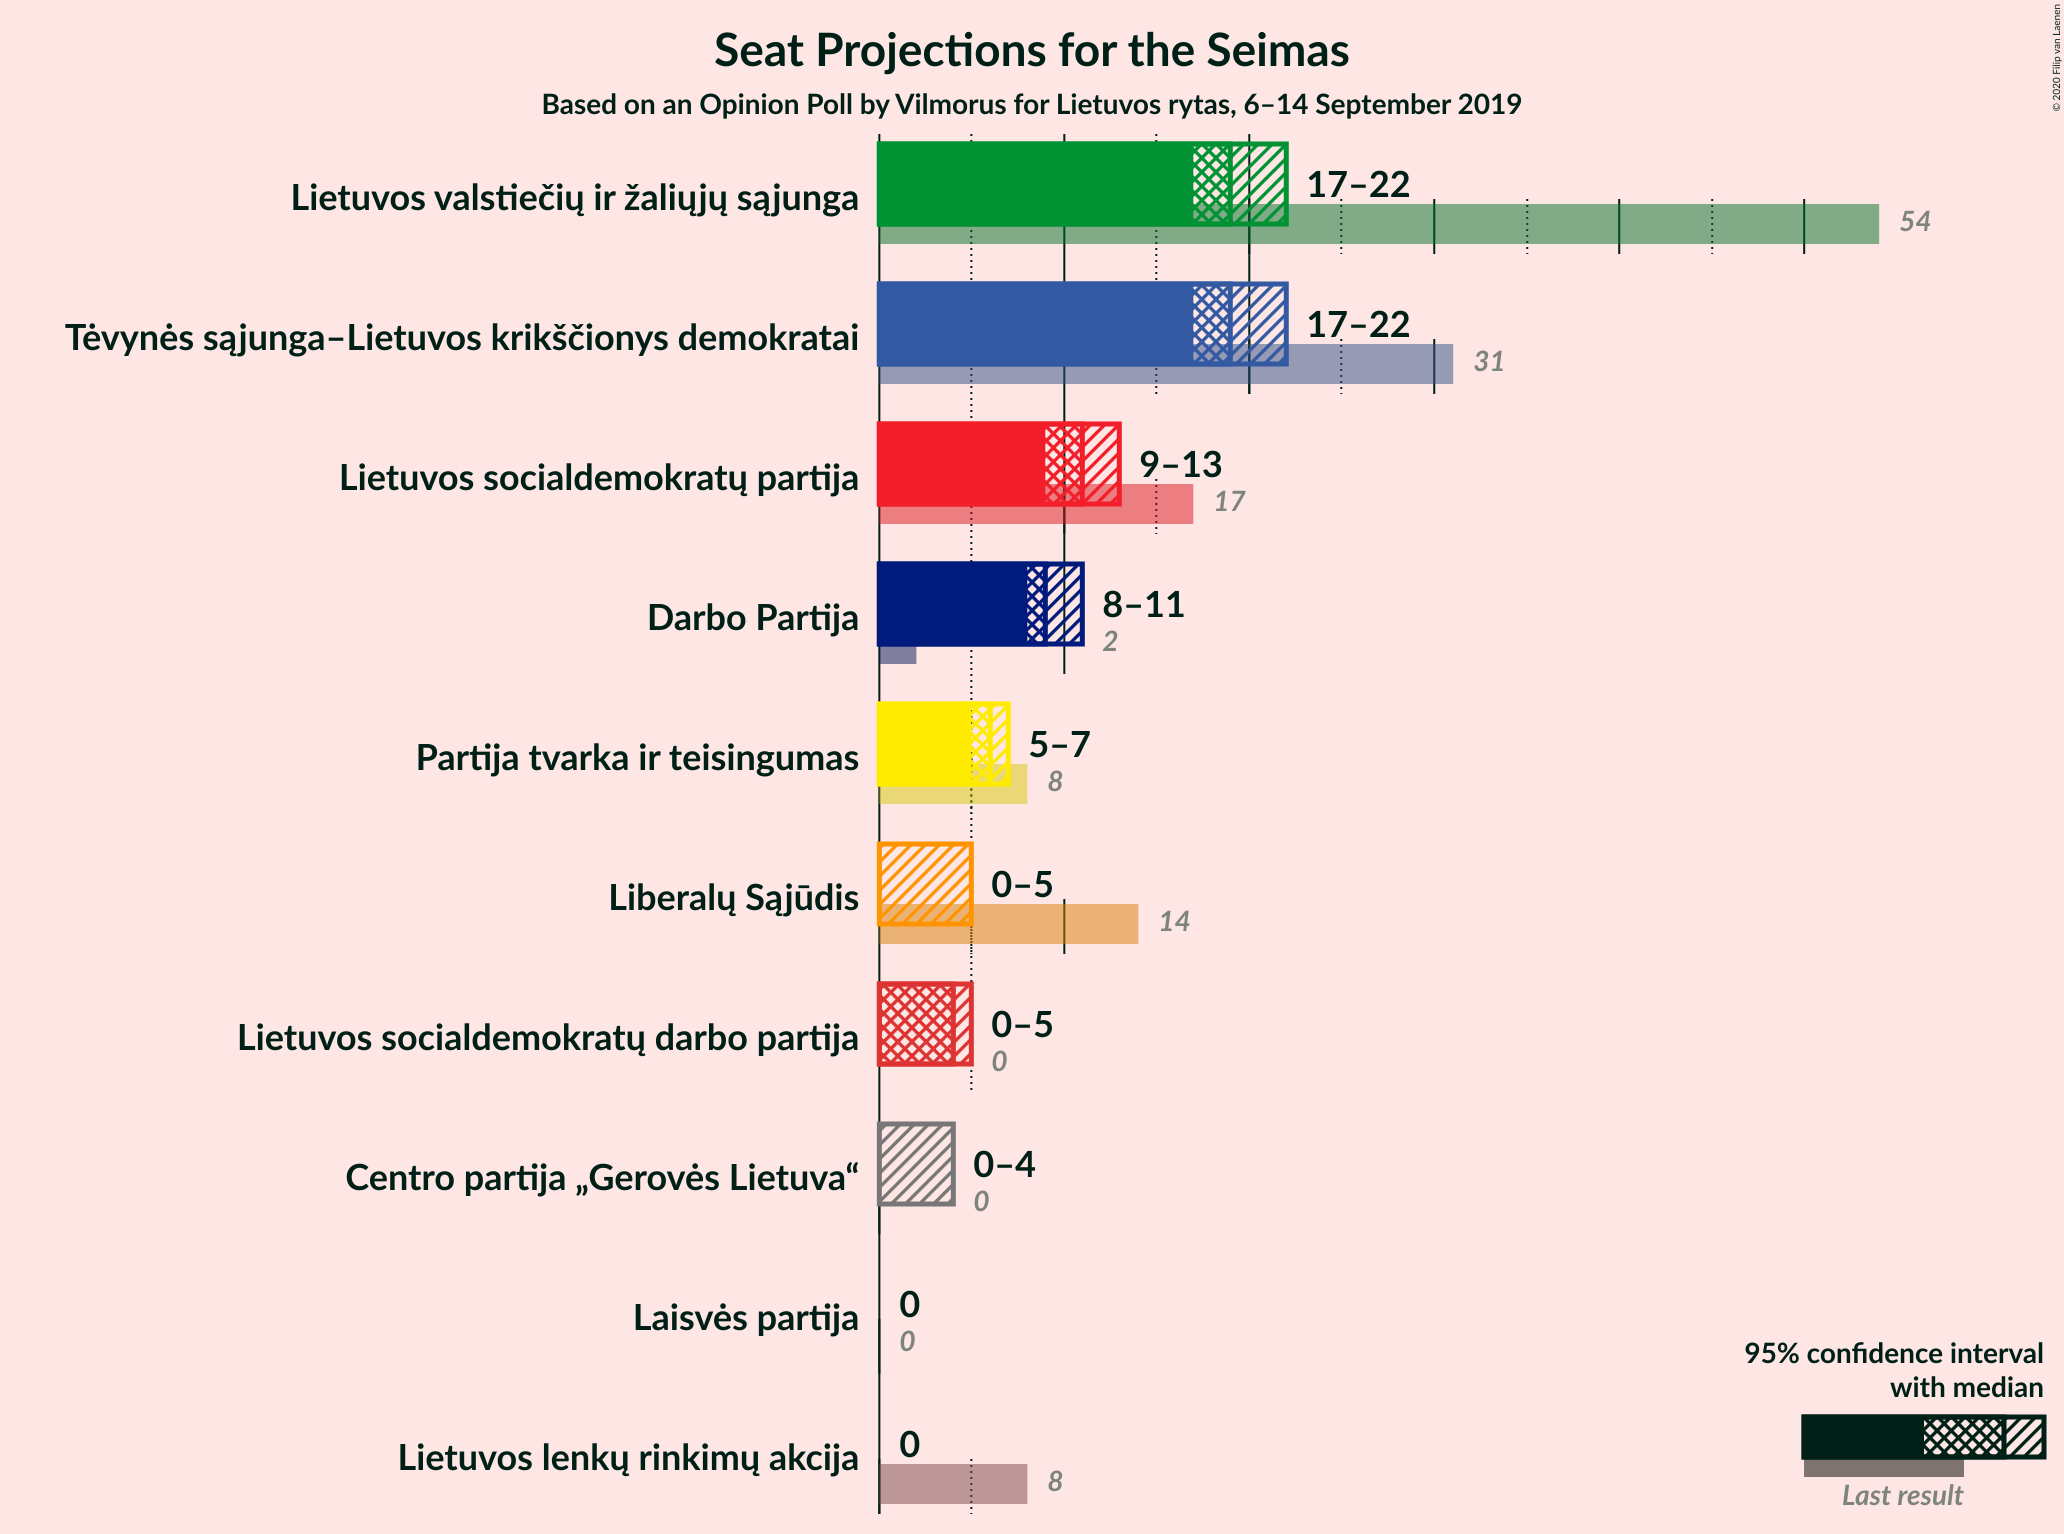 Seat Projections for the Seimas
Based on an Opinion Poll by Vilmorus for Lietuvos rytas, 6–14 September 2019
© 2020 Filip van Laenen
Lietuvos valstiečių ir žaliųjų sąjunga
17–22
54
Tėvynės sąjunga–Lietuvos krikščionys demokratai
17–22
31
Lietuvos socialdemokratų partija
9–13
17
Darbo Partija
8–11
2
Partija tvarka ir teisingumas
5–7
8
Liberalų Sąjūdis
0–5
14
Lietuvos socialdemokratų darbo partija
0–5
0
Centro partija „Gerovės Lietuva“
0–4
0
Laisvės partija
0
0
Lietuvos lenkų rinkimų akcija
0
8
95% confidence interval
with median
Last result